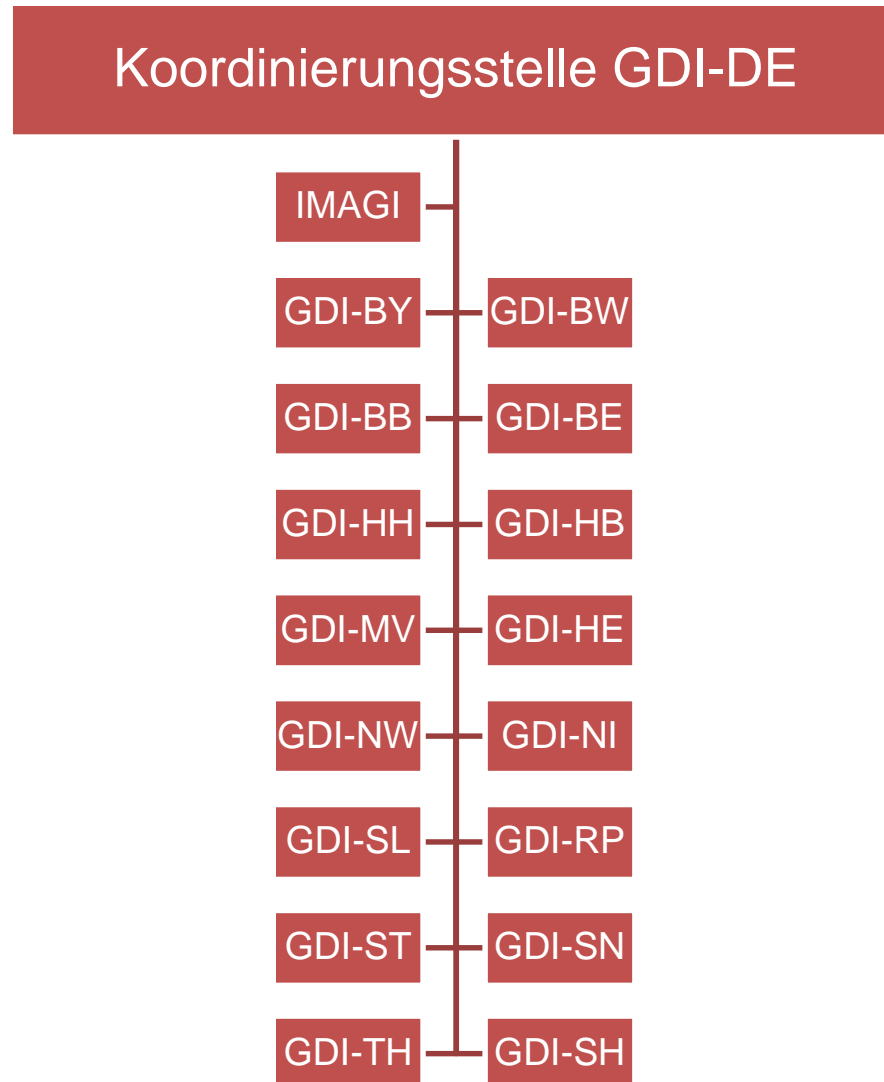 Koordinierungsstelle GDI-DE
IMAGI
GDI-BY
GDI-BW
GDI-BB
GDI-BE
GDI-HH
GDI-HB
GDI-MV
GDI-HE
GDI-NW
GDI-NI
GDI-SL
GDI-RP
GDI-ST
GDI-SN
GDI-TH
GDI-SH